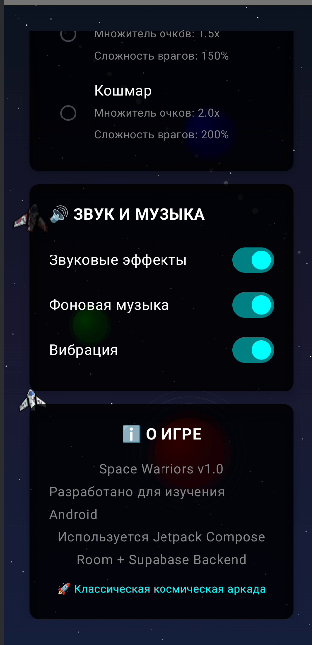 Множитель очков: 1.5x
Сложность врагов: 150%
Кошмар
Множитель очков: 2.0x
Сложность врагов: 200%
🔊 ЗВУК И МУЗЫКА
Звуковые эффекты
Фоновая музыка
Вибрация
ℹ️ О ИГРЕ
Space Warriors v1.0
Разработано для изучения
Android
Используется Jetpack Compose
Room + Supabase Backend
🚀 Классическая космическая аркада